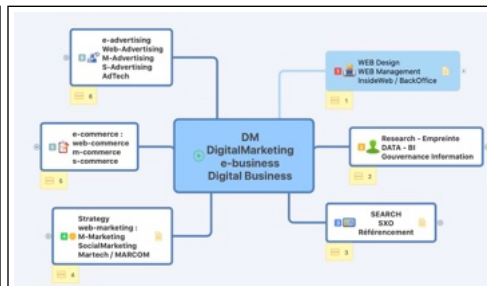 DM
DigitalMarketing
e-business
Digital Business
WEB Design
WEB Management
InsideWeb / BackOffice
1
Research - Empreinte
DATA - BI
Gouvernance Information
2
SEARCH
SXO
Référencement
3
Strategy
web-marketing :
M-Marketing
SocialMarketing
Martech / MARCOM
4
e-commerce :
web-commerce
m-commerce
s-commerce
5
e-advertising
Web-Advertising
M-Advertising
S-Advertising
AdTech
6